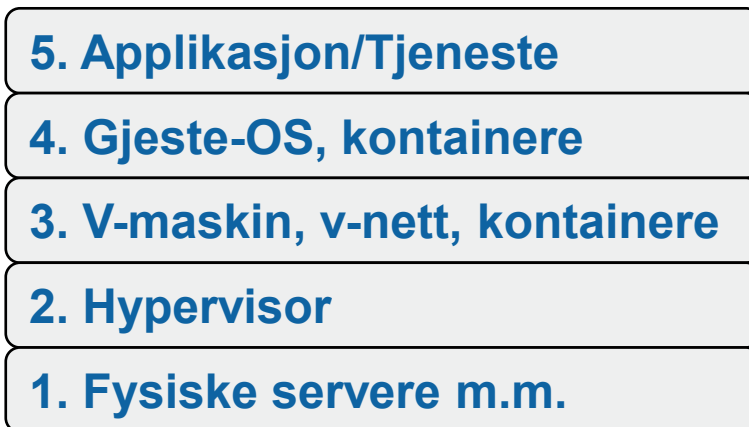 5. Applikasjon/Tjeneste
4. Gjeste-OS, kontainere
3. V-maskin, v-nett, kontainere
2. Hypervisor
1. Fysiske servere m.m.